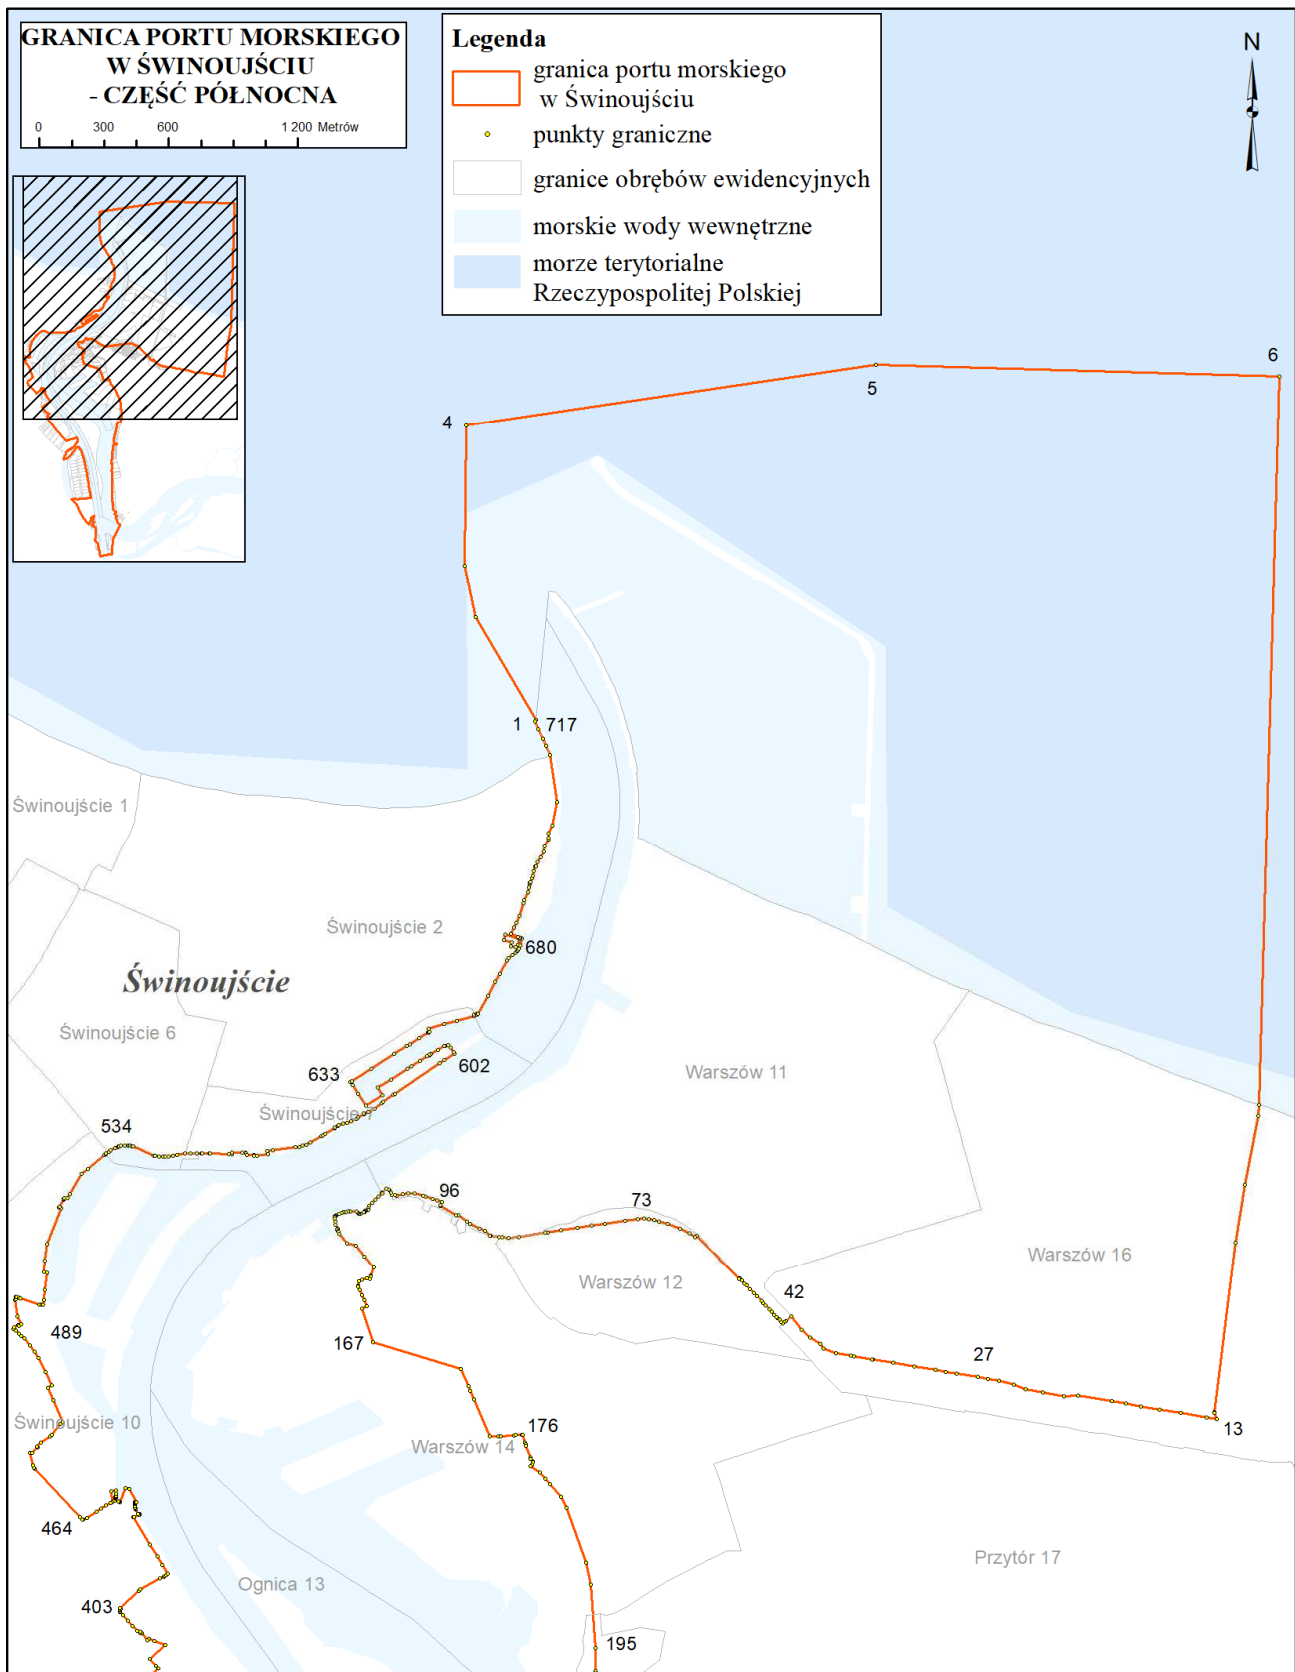 GRANICA PORTU MORSKIEGO
W ŚWINOUJŚCIU
- CZĘŚĆ PÓŁNOCNA
0 300 600 1 200 Metrów
Legenda
granica portu morskiego
w Świnoujściu
punkty graniczne
granice obrębów ewidencyjnych
morskie wody wewnętrzne
morze terytorialne
Rzeczypospolitej Polskiej
N
6
5
4
1
717
Świnoujście 1
Świnoujście 2
680
Świnoujście
Świnoujście 6
602
633
Warszów 11
Świnoujście 7
534
96
73
Warszów 16
Warszów 12
42
489
167
27
Świnoujście 10
176
13
Warszów 14
464
Przytór 17
Ognica 13
403
195